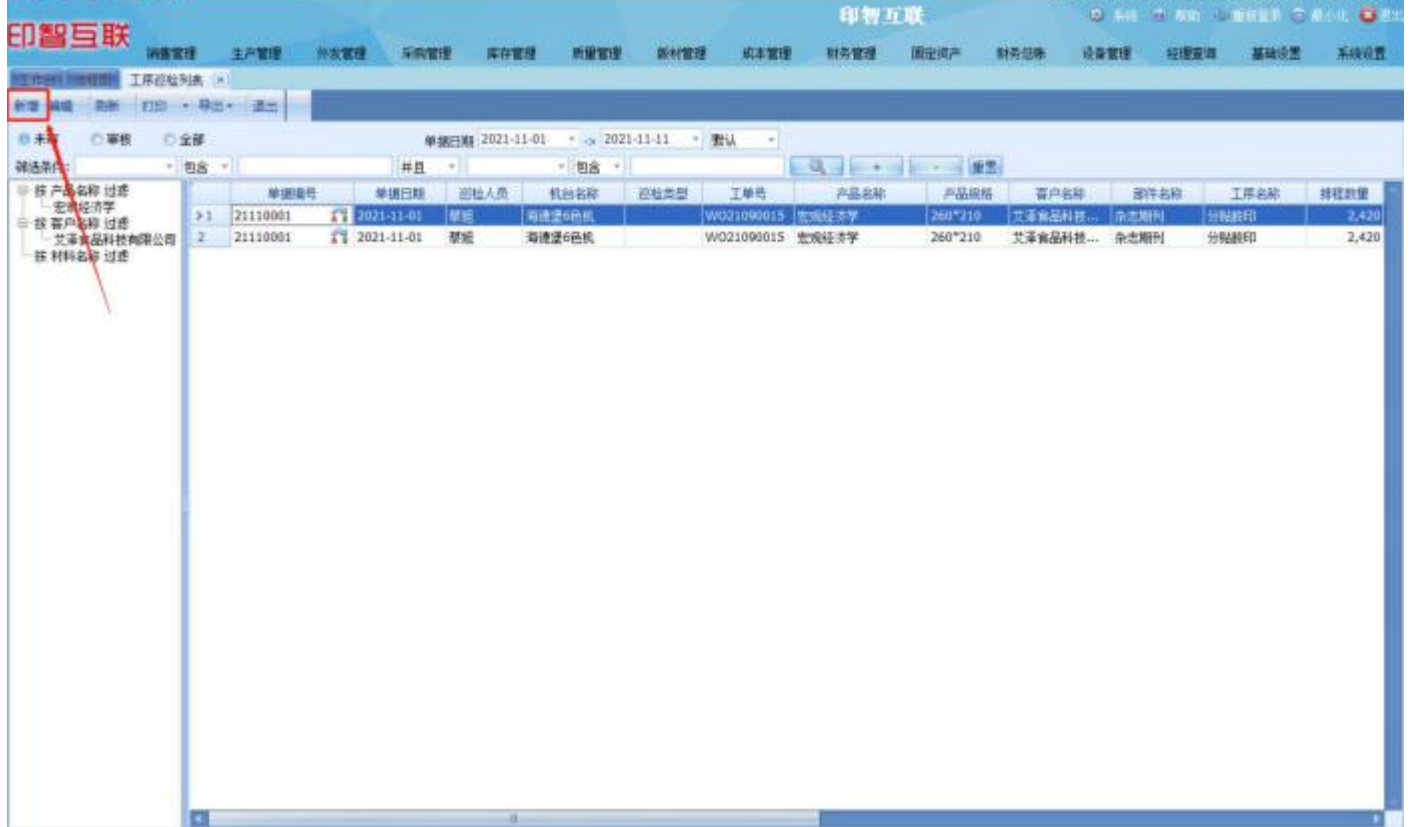 印智互联
系统 帮助 重新登录 最小化 退出
印智互联
销售管理 生产管理 外发管理 采购管理 库存管理 质量管理 版材管理 成本管理 财务管理 固定资产 财务总账 设备管理 经理查询 基础设置 系统设置
工序巡检列表 ×
新增 编辑 刷新 打印 导出 退出
审核 全部 单据日期 2021-11-01 -> 2021-11-11 默认
筛选条件: 包含 并且 包含 + - 重置
按 产品名称 过滤
宏观经济学
按 客户名称 过滤
艾泽食品科技有限公司
按 材料名称 过滤
单据编号 单据日期 巡检人员 机台名称 巡检类型 工单号 产品名称 产品规格 客户名称 部件名称 工序名称 排程数量
1 21110001 2021-11-01 海德堡6色机 WO21090015 宏观经济学 260*210 艾泽食品科技... 杂志期刊 分贴胶印 2,420
2 21110001 2021-11-01 海德堡6色机 WO21090015 宏观经济学 260*210 艾泽食品科技... 杂志期刊 分贴胶印 2,420